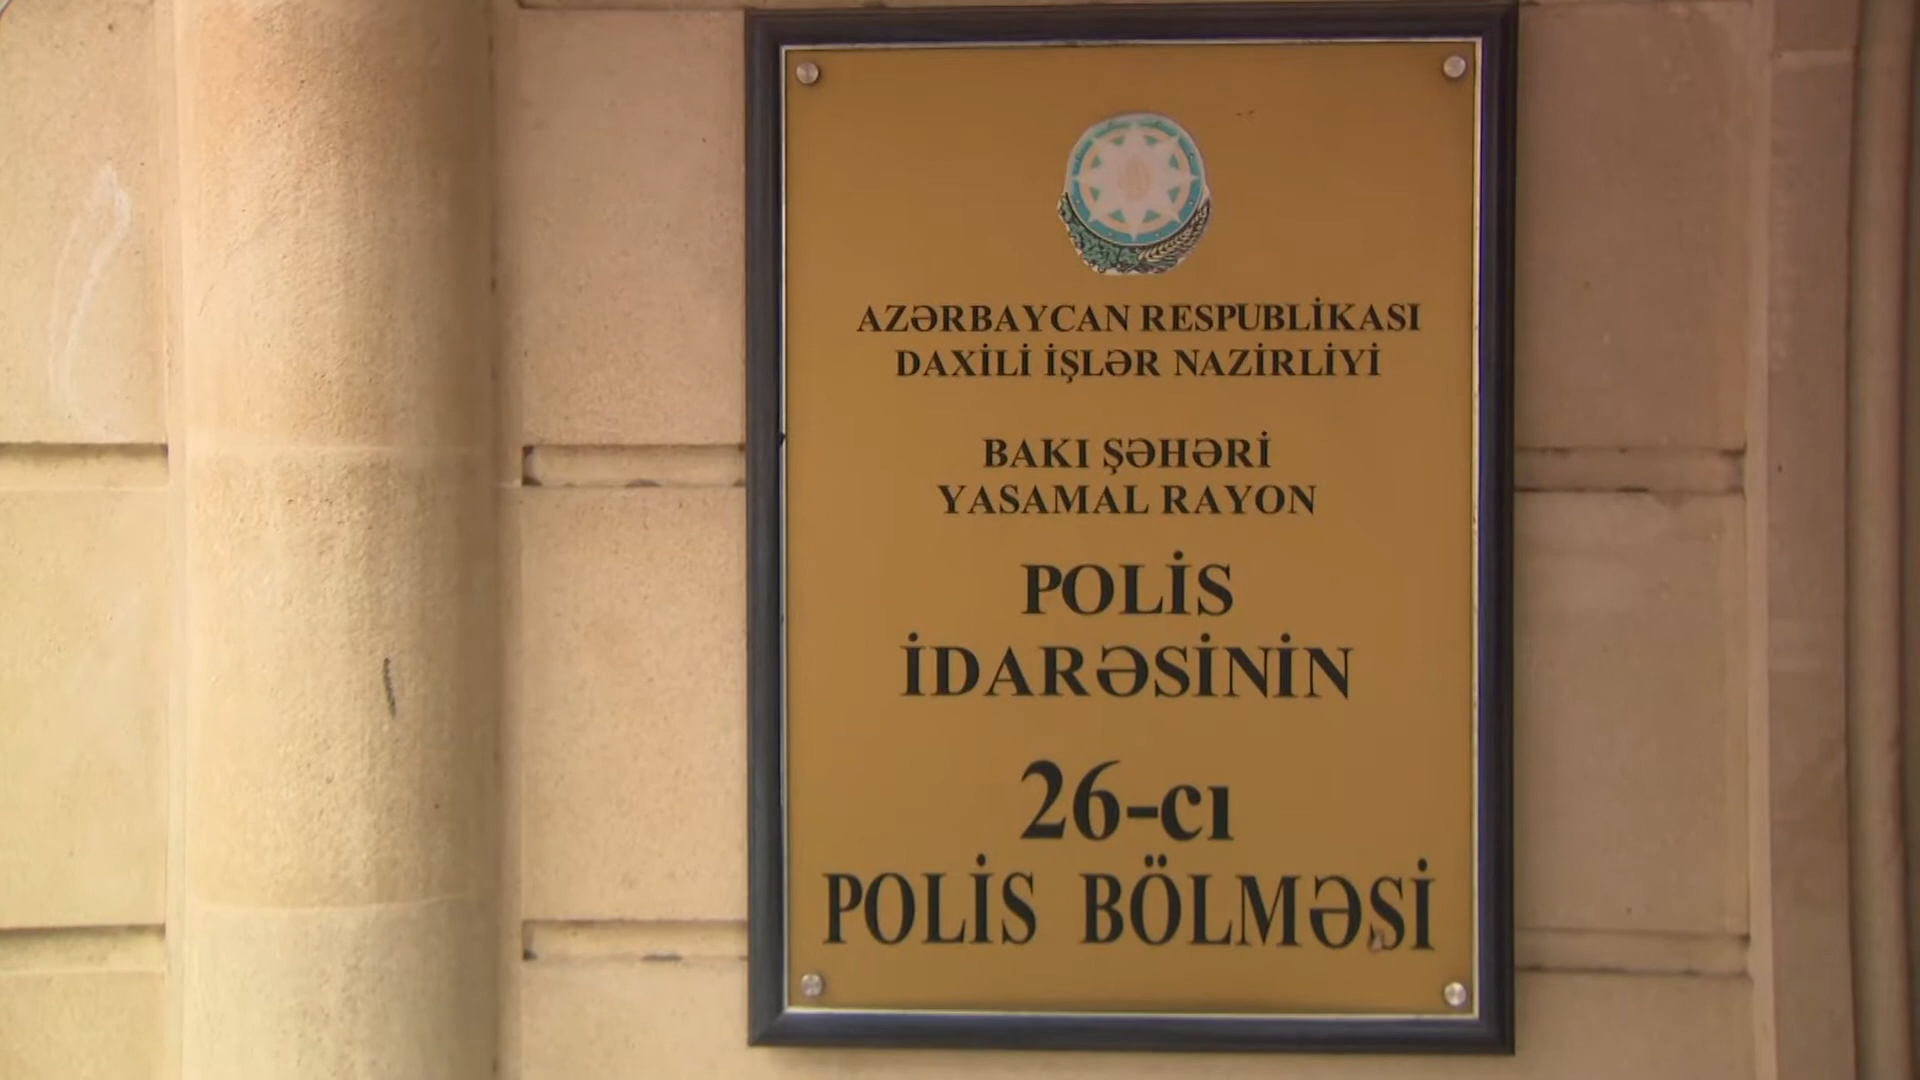 AZƏRBAYCAN RESPUBLİKASI
DAXİLİ İŞLƏR NAZİRLİYİ
BAKI ŞƏHƏRİ
YASAMAL RAYON
POLİS
İDARƏSİNİN
26-cı
POLİS BÖLMƏSİ